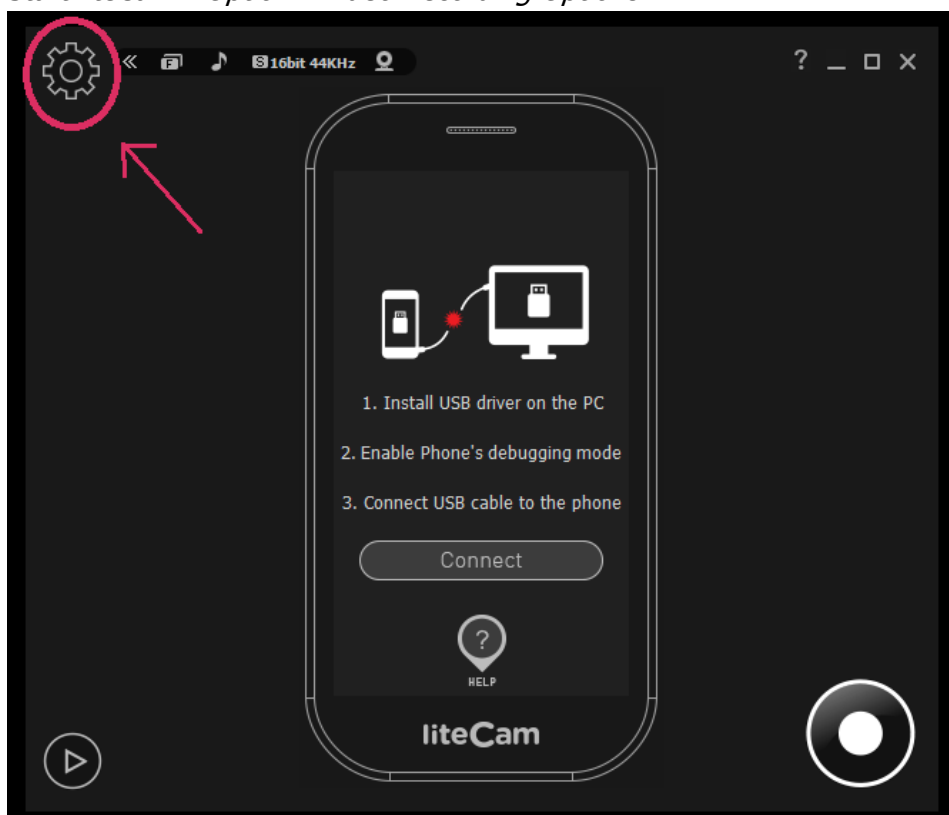 16bit 44KHz
1. Install USB driver on the PC
2. Enable Phone's debugging mode
3. Connect USB cable to the phone
Connect
?
HELP
liteCam